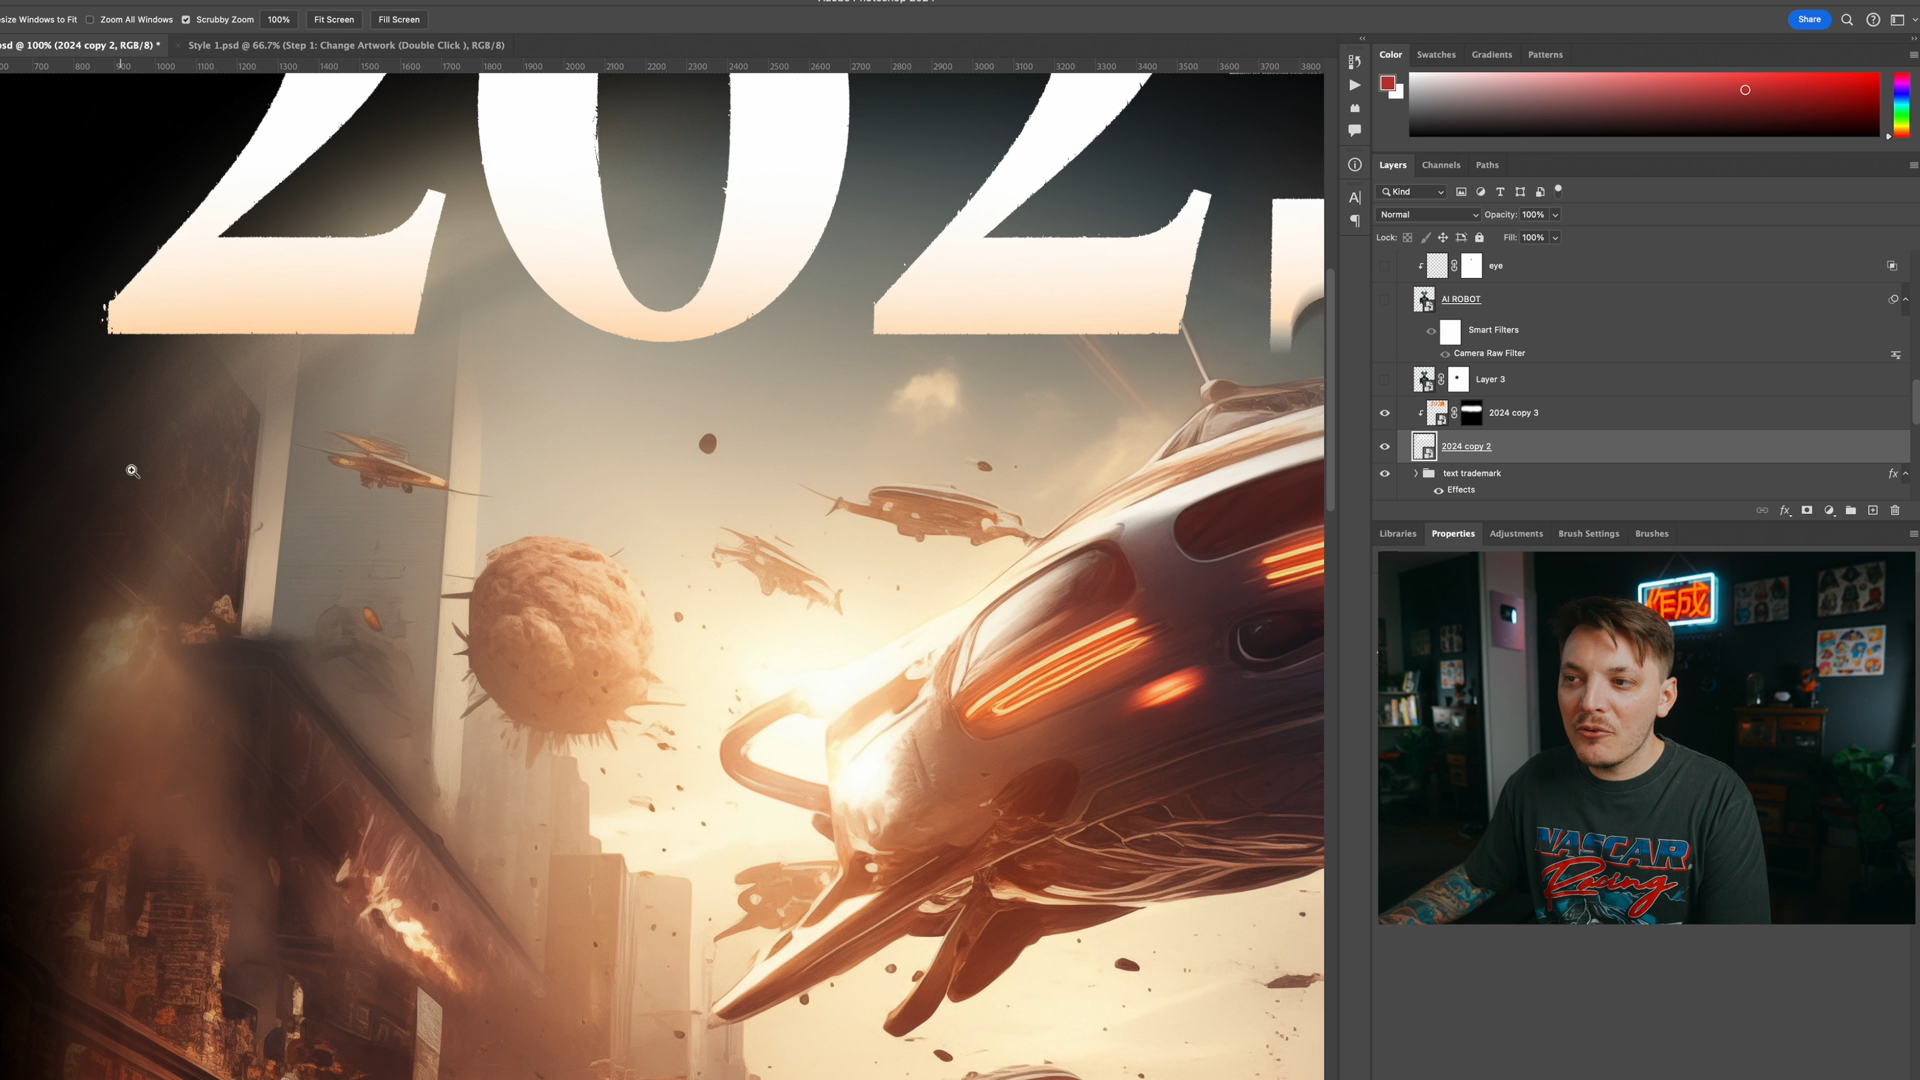 esize Windows to Fit Zoom All Windows Scrubby Zoom 100% Fit Screen Fill Screen Share
psd @ 100% (2024 copy 2, RGB/8) * × Style 1.psd @ 66.7% (Step 1: Change Artwork (Double Click ), RGB/8)
600 700 800 900 1000 1100 1200 1300 1400 1500 1600 1700 1800 1900 2000 2100 2200 2300 2400 2500 2600 2700 2800 2900 3000 3100 3200 3300 3400 3500 3600 3700 3800
202
Color Swatches Gradients Patterns
Layers Channels Paths
Kind
Normal Opacity: 100%
Lock: Fill: 100%
eye
AI ROBOT
Smart Filters
Camera Raw Filter
Layer 3
2024 copy 3
2024 copy 2
text trademark fx
Effects
fx
Libraries Properties Adjustments Brush Settings Brushes
作成
NASCAR
Racing